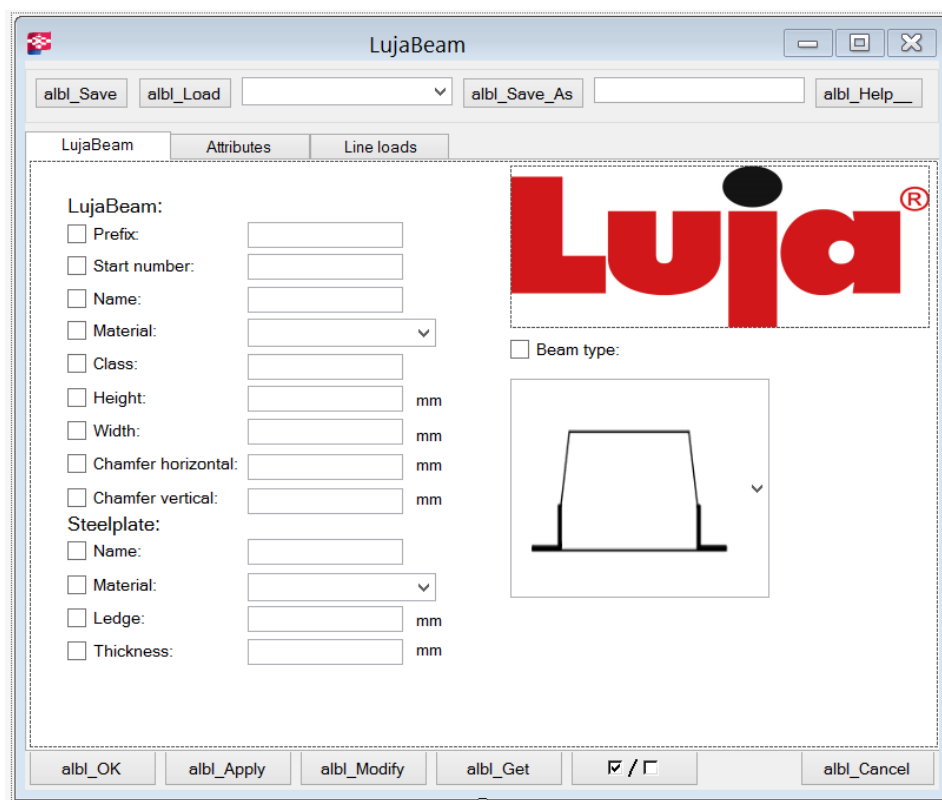 LujaBeam
albl_Save albl_Load albl_Save_As albl_Help__
LujaBeam Attributes Line loads
Luja®
LujaBeam:
Prefix:
Start number:
Name:
Material:
Beam type:
Class:
Height: mm
Width: mm
Chamfer horizontal: mm
Chamfer vertical: mm
Steelplate:
Name:
Material:
Ledge: mm
Thickness: mm
albl_OK albl_Apply albl_Modify albl_Get / albl_Cancel